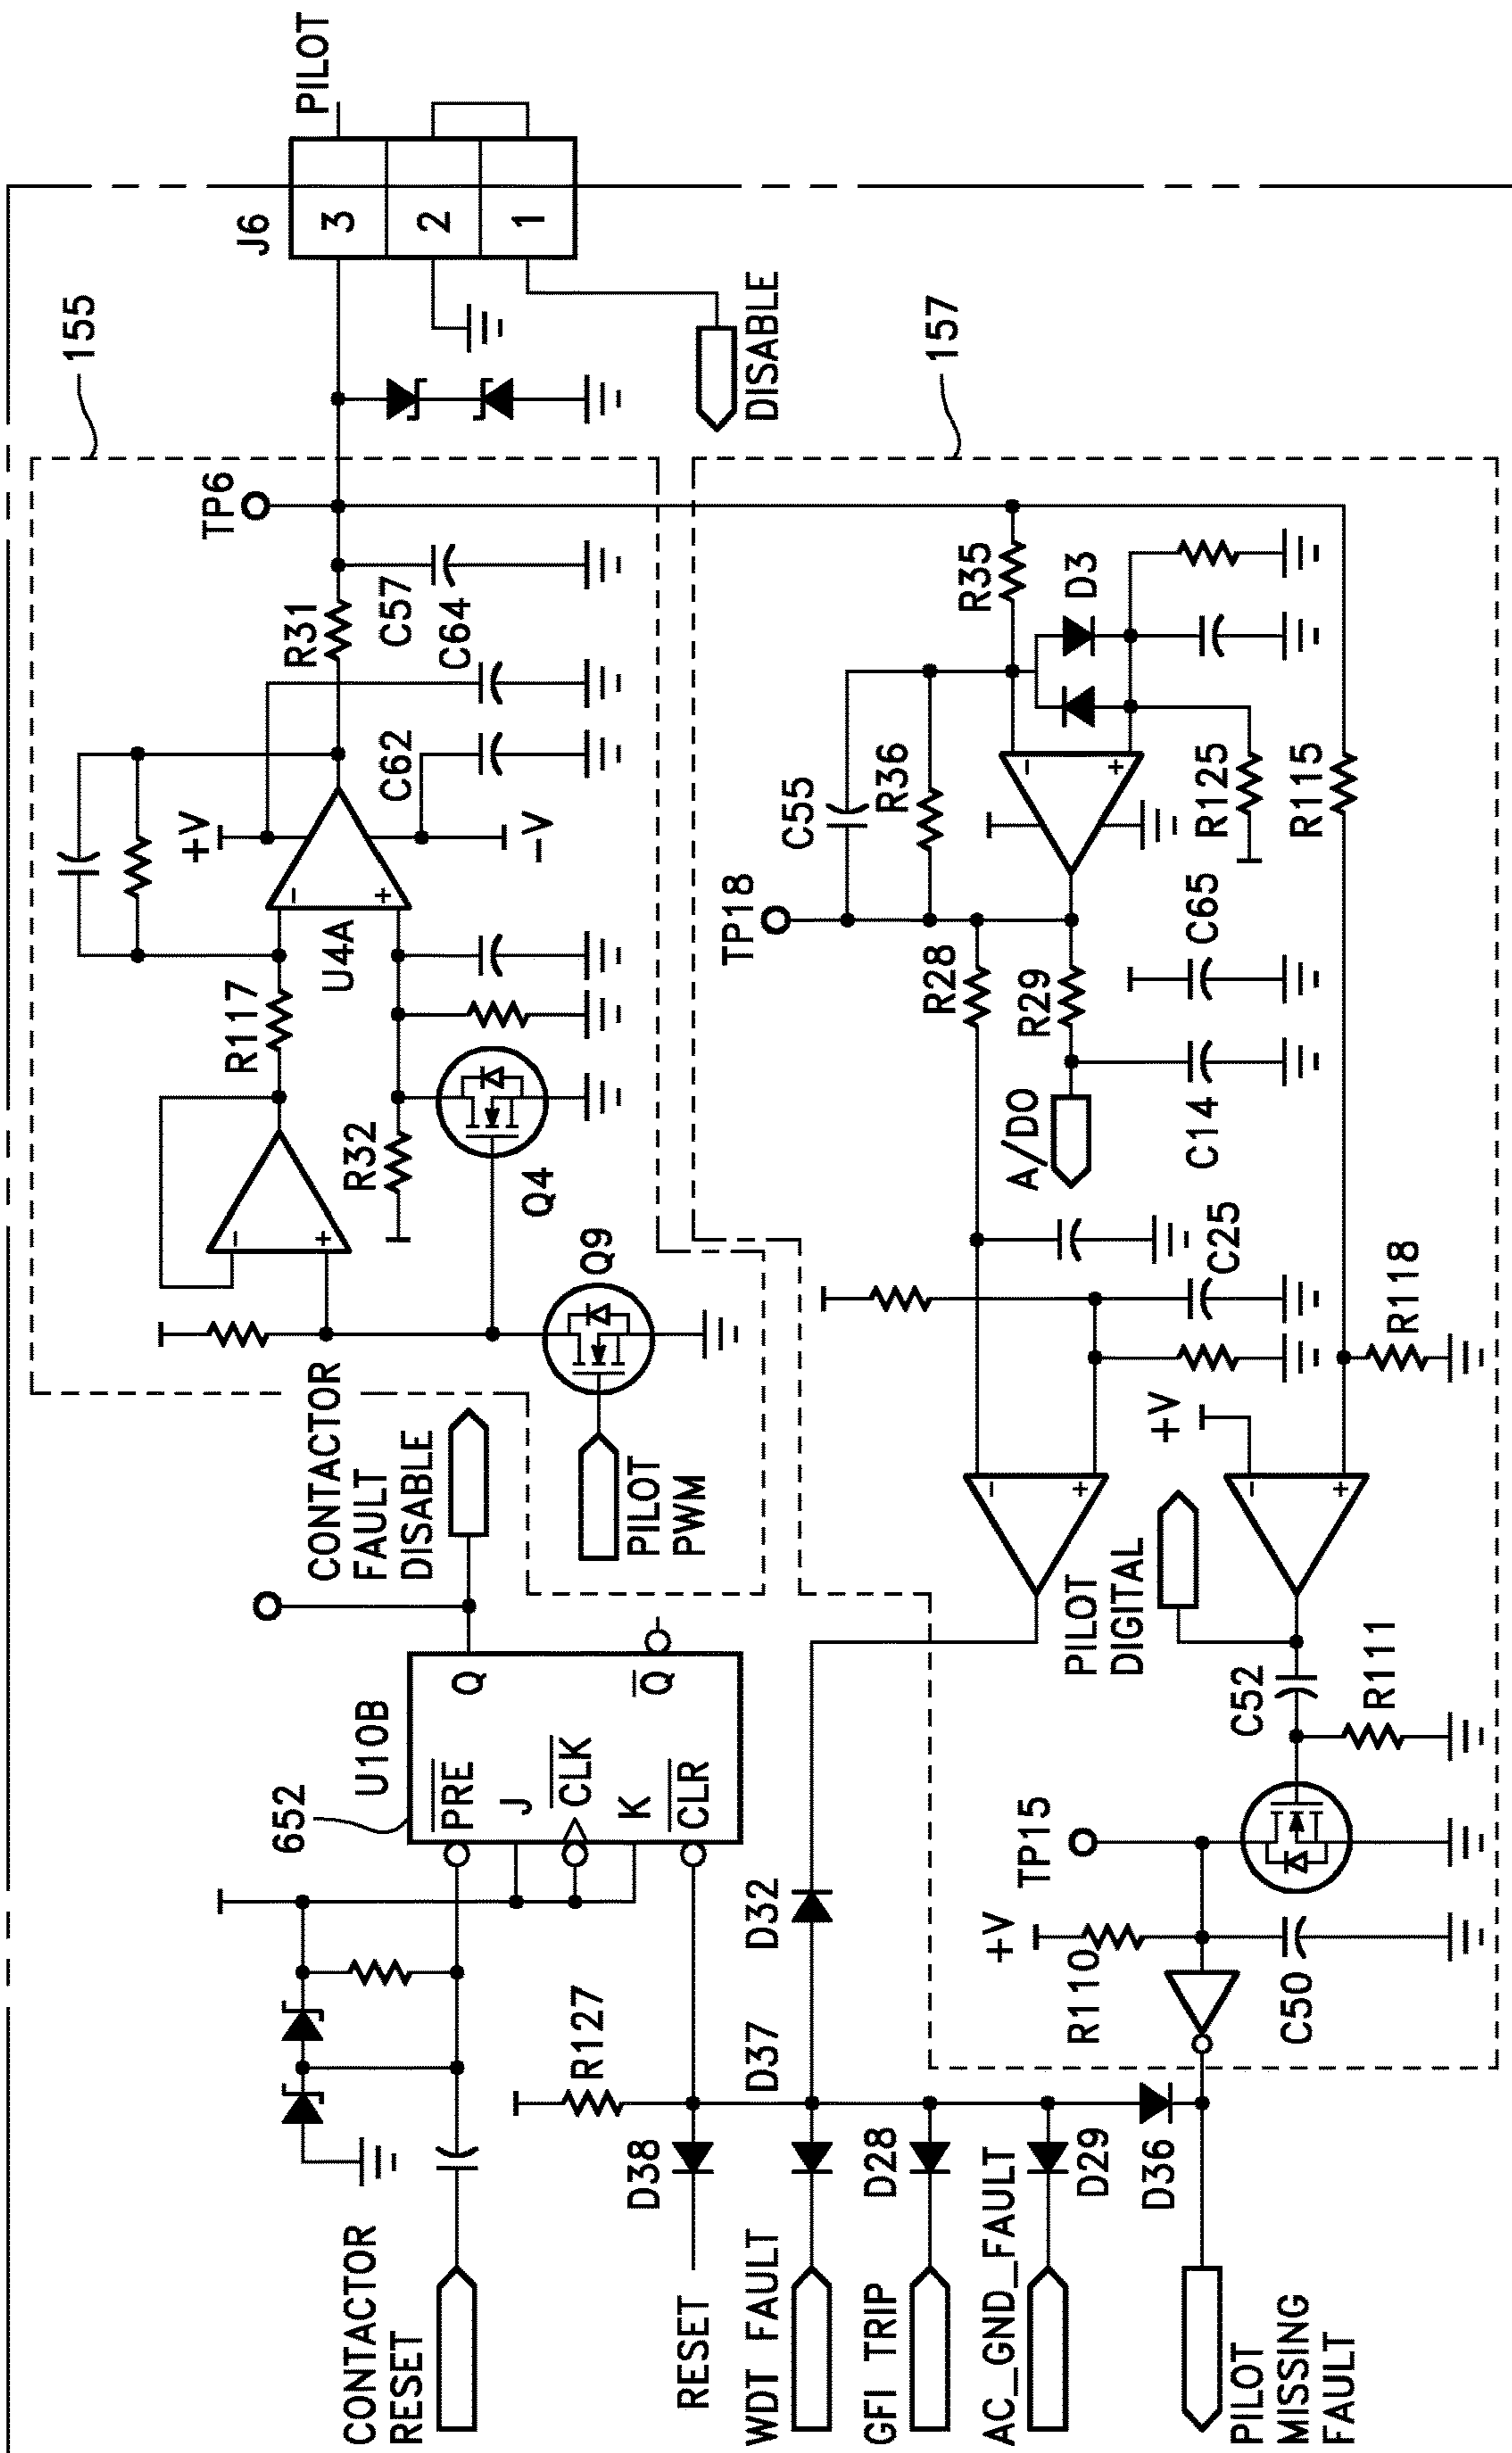 PILOT
J6
3
2
1
155
DISABLE
157
TP6
R31
C57
C64
C62
+V
-V
-
+
U4A
R117
R32
Q4
-
+
Q9
CONTACTOR
FAULT
DISABLE
PILOT
PWM
R35
D3
C55
R36
-
+
R125
R115
TP18
R28
R29
C65
A/DO
C14
C25
R118
+V
-
+
-
+
PILOT
DIGITAL
C52
R111
TP15
+V
R110
C50
652
U10B
Q
Q
PRE
J
CLK
K
CLR
D32
R127
D37
D38
D28
D29
D36
CONTACTOR
RESET
RESET
WDT FAULT
GFI TRIP
AC_GND_FAULT
PILOT
MISSING
FAULT